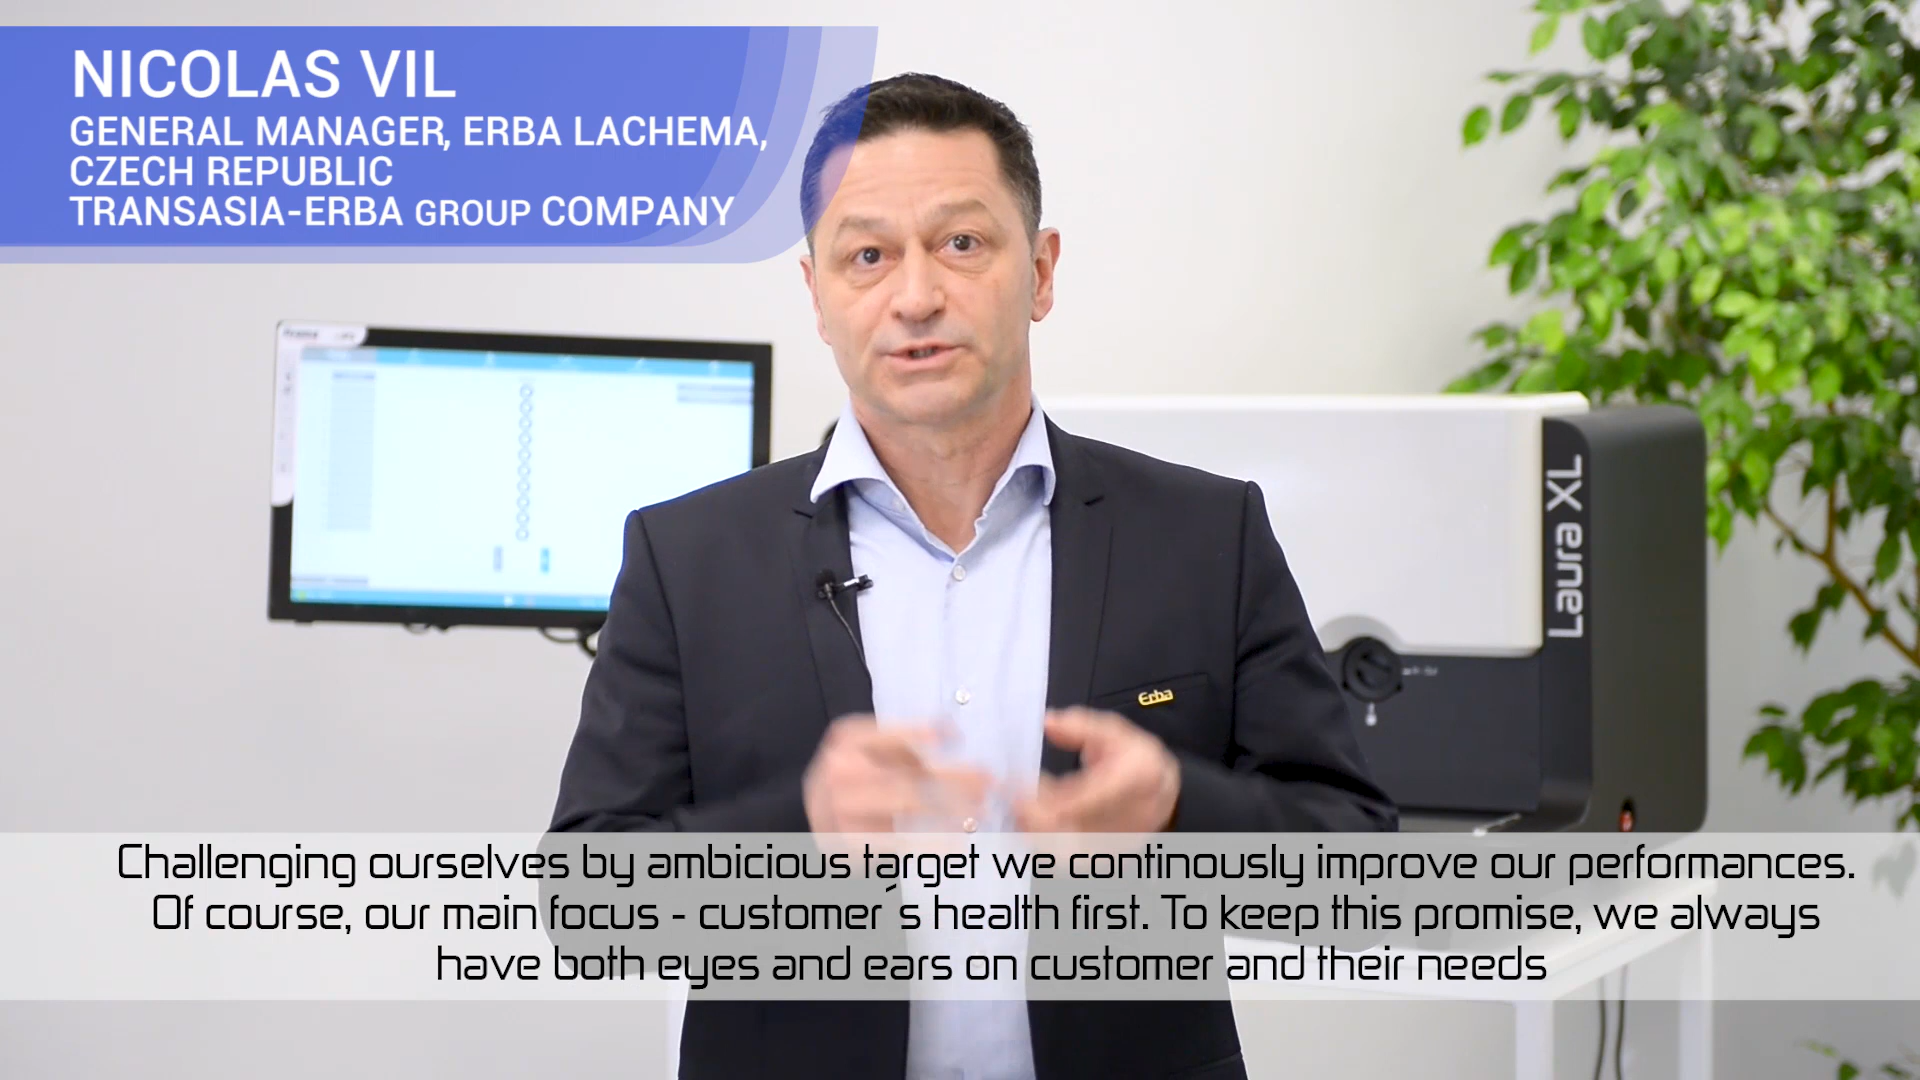 NICOLAS VIL
GENERAL MANAGER, ERBA LACHEMA,
CZECH REPUBLIC
TRANSASIA-ERBA GROUP COMPANY
Laura XL
Erba
Challenging ourselves by ambicious target we continously improve our performances.
Of course, our main focus - customer´s health first. To keep this promise, we always
have both eyes and ears on customer and their needs